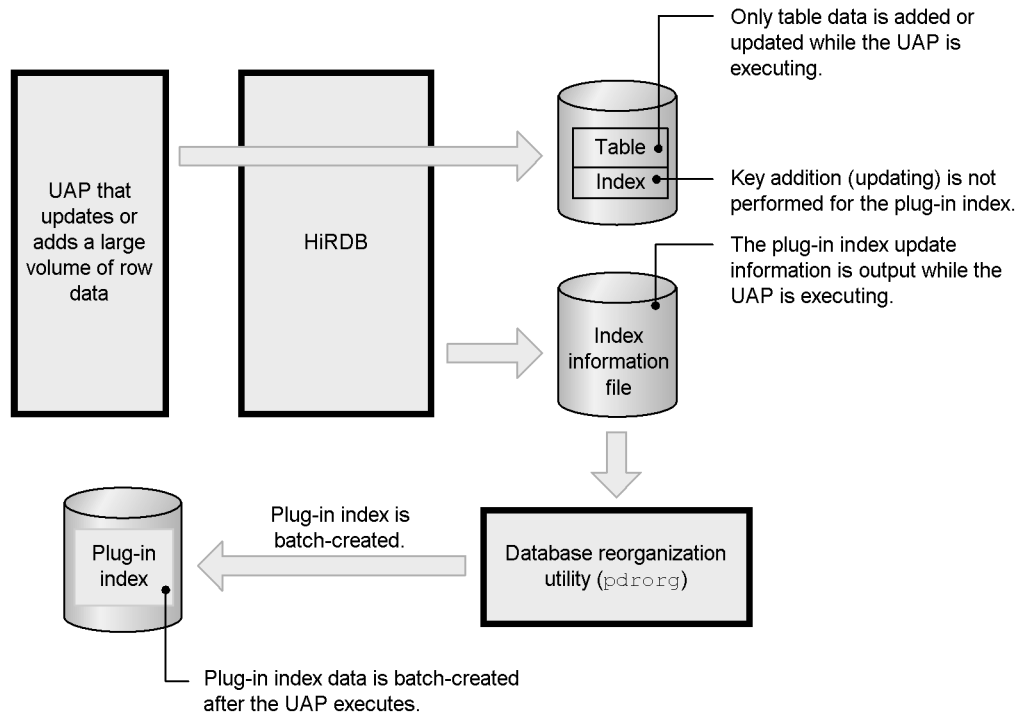 Only table data is added or
updated while the UAP is
executing.
UAP that
updates or
adds a large
volume of row
data
HiRDB
Table
Index
Key addition (updating) is not
performed for the plug-in index.
The plug-in index update
information is output while the
UAP is executing.
Index
information
file
Plug-in index is
batch-created.
Plug-in
index
Database reorganization
utility (pdrorg)
Plug-in index data is batch-created
after the UAP executes.